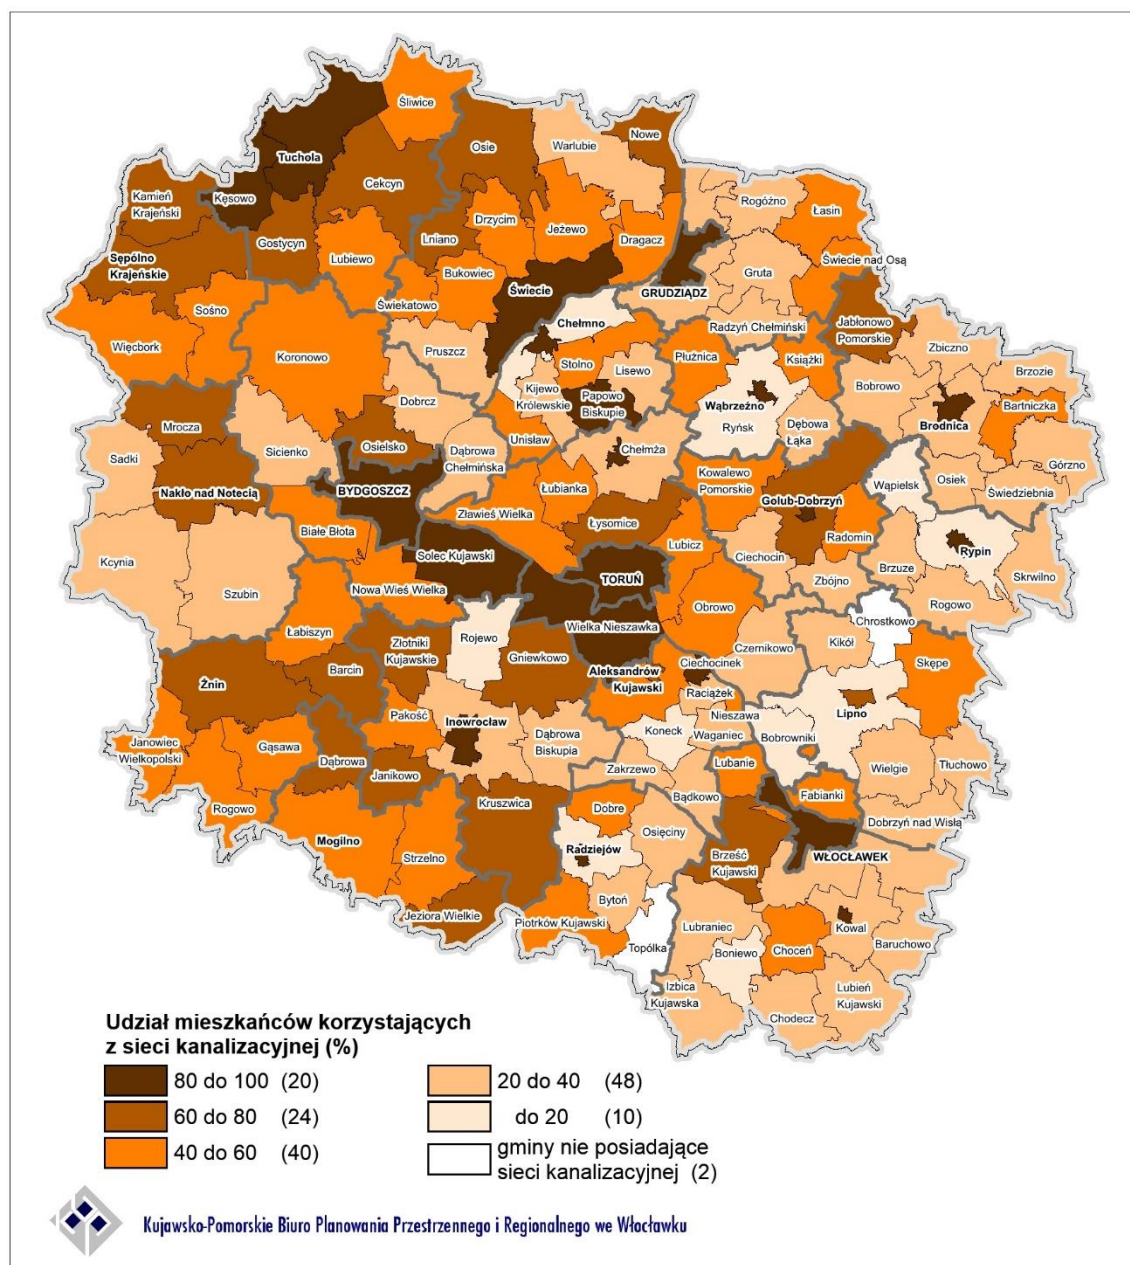 Śliwice
Nowe
Osie
Warlubie
Tuchola
Cekcyn
Kamień
Krajeński
Kęsowo
Rogóźno
Łasin
Drzycim
Jeżewo
Dragacz
Gostycyn
Lniano
Lubiewo
Bukowiec
Świecie nad Osą
Gruta
Sępólno
Krajeńskie
Świecie
GRUDZIĄDZ
Świekatowo
Sośno
Chełmno
Radzyń Chełmiński
Jabłonowo
Pomorskie
Więcbork
Koronowo
Pruszcz
Stolno
Płużnica
Książki
Zbiczno
Lisewo
Brzozie
Kijewo
Królewskie
Papowo
Biskupie
Bobrowo
Dobrcz
Wąbrzeźno
Bartniczka
Mrocza
Ryńsk
Dębowa
Łąka
Brodnica
Unisław
Osielsko
Dąbrowa
Chełmińska
Sicienko
Chełmża
Sadki
Górzno
Kowalewo
Pomorskie
Wąpielsk
Osiek
Świedziebnia
Nakło nad Notecią
BYDGOSZCZ
Łubianka
Golub-Dobrzyń
Zławieś Wielka
Łysomice
Białe Błota
Lubicz
Radomin
Rypin
Solec Kujawski
Ciechocin
Kcynia
Brzuze
Skrwilno
Zbójno
TORUŃ
Szubin
Nowa Wieś Wielka
Rogowo
Obrowo
Chrostkowo
Łabiszyn
Wielka Nieszawka
Rojewo
Złotniki
Kujawskie
Kikół
Czernikowo
Gniewkowo
Skępe
Barcin
Aleksandrów
Kujawski
Ciechocinek
Żnin
Raciążek
Pakość
Lipno
Inowrocław
Nieszawa
Koneck
Waganiec
Dąbrowa
Biskupia
Bobrowniki
Janowiec
Wielkopolski
Gąsawa
Dąbrowa
Lubanie
Janikowo
Zakrzewo
Wielgie
Tłuchowo
Fabianki
Bądkowo
Rogowo
Kruszwica
Dobre
Dobrzyń nad Wisłą
Osięciny
Mogilno
Strzelno
Radziejów
WŁOCŁAWEK
Brześć
Kujawski
Bytoń
Jeziora Wielkie
Piotrków Kujawski
Lubraniec
Kowal
Topólka
Choceń
Baruchowo
Boniewo
Izbica
Kujawska
Lubień
Kujawski
Chodecz
Udział mieszkańców korzystających
z sieci kanalizacyjnej (%)
80 do 100 (20)
60 do 80 (24)
40 do 60 (40)
20 do 40 (48)
do 20 (10)
gminy nie posiadające
sieci kanalizacyjnej (2)
Kujawsko-Pomorskie Biuro Planowania Przestrzennego i Regionalnego we Włocławku